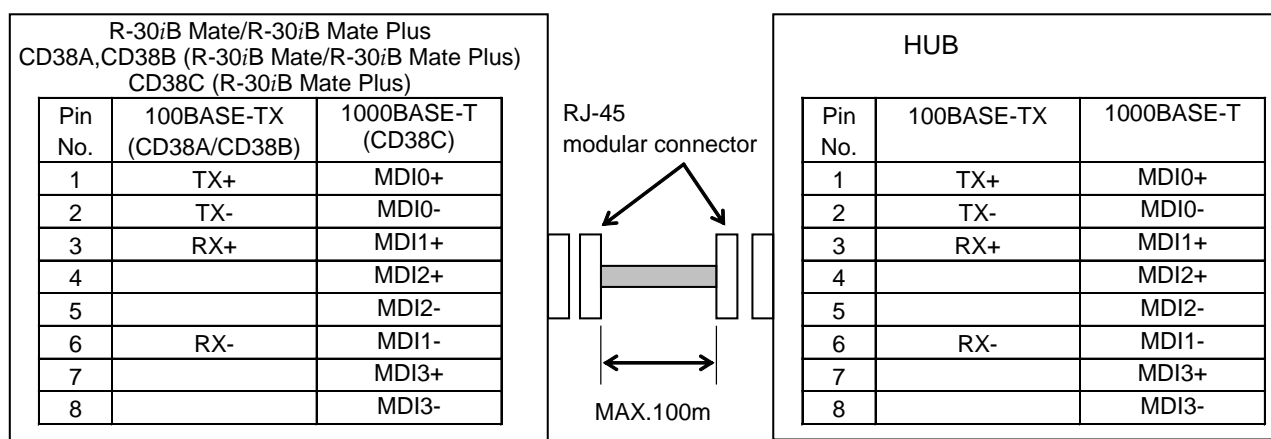 R-30iB Mate/R-30iB Mate Plus
CD38A,CD38B (R-30iB Mate/R-30iB Mate Plus)
CD38C (R-30iB Mate Plus)
Pin No. 100BASE-TX (CD38A/CD38B) 1000BASE-T (CD38C)
1 TX+ MDI0+
2 TX- MDI0-
3 RX+ MDI1+
4 MDI2+
5 MDI2-
6 RX- MDI1-
7 MDI3+
8 MDI3-
RJ-45
modular connector
MAX.100m
HUB
Pin No. 100BASE-TX 1000BASE-T
1 TX+ MDI0+
2 TX- MDI0-
3 RX+ MDI1+
4 MDI2+
5 MDI2-
6 RX- MDI1-
7 MDI3+
8 MDI3-